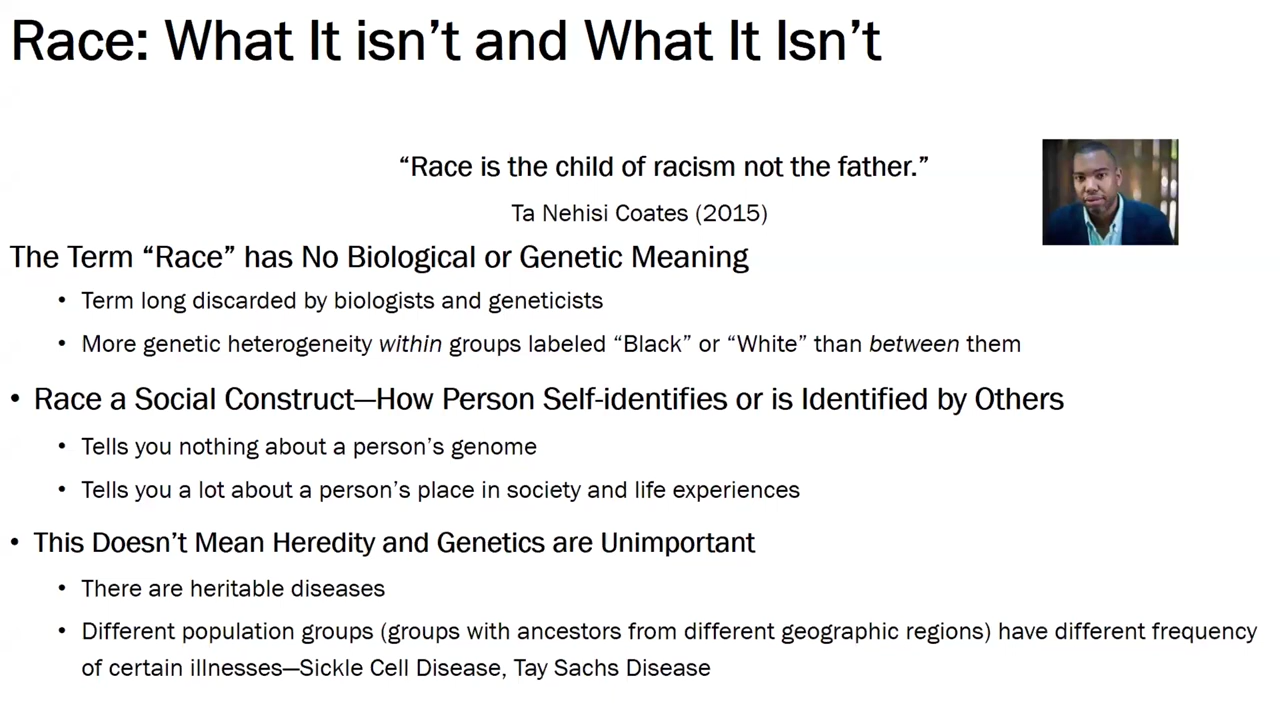 Race: What It isn’t and What It Isn’t
“Race is the child of racism not the father.”
Ta Nehisi Coates (2015)
The Term “Race” has No Biological or Genetic Meaning
• Term long discarded by biologists and geneticists
• More genetic heterogeneity within groups labeled “Black” or “White” than between them
• Race a Social Construct—How Person Self-identifies or is Identified by Others
• Tells you nothing about a person’s genome
• Tells you a lot about a person’s place in society and life experiences
• This Doesn’t Mean Heredity and Genetics are Unimportant
• There are heritable diseases
• Different population groups (groups with ancestors from different geographic regions) have different frequency
of certain illnesses—Sickle Cell Disease, Tay Sachs Disease